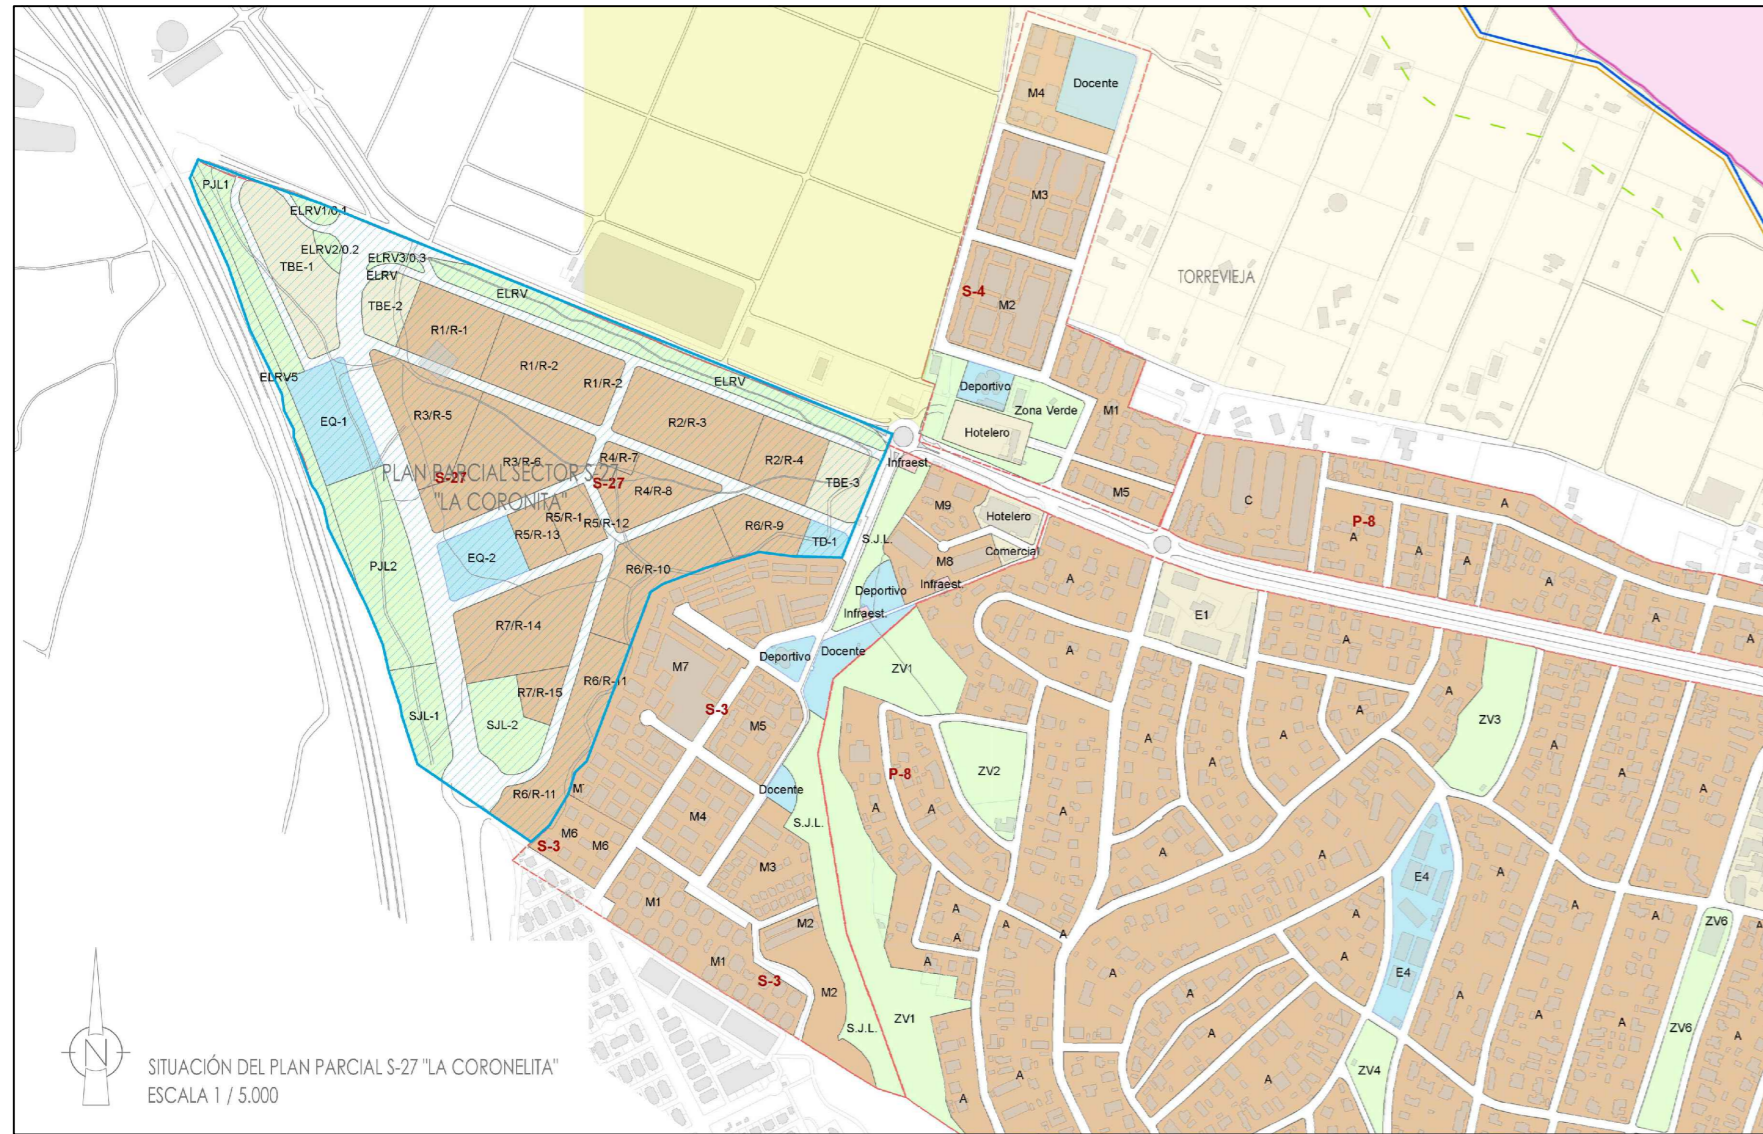 Docente
M4
PJL1
M3
ELRV1/0.1
ELRV2/0.2
ELRV3/0.3
TBE-1
ELRV
TORREVIEJA
TBE-2
ELRV
S-4
M2
R1/R-1
R1/R-2
ELRV5
R1/R-2
ELRV
Deportivo
EQ-1
R3/R-5
Zona Verde
M1
R2/R-3
Hotelero
R4/R-7
R2/R-4
R3/R-6
Infraest.
PLAN PARCIAL SECTOR S-27
S-27
S-27
TBE-3
"LA CORONITA"
R4/R-8
M5
C
A
M9
R5/R-1
R5/R-12
R6/R-9
Hotelero
P-8
R5/R-13
TD-1
S.J.L.
A
A
EQ-2
Comercial
M8
A
PJL2
R6/R-10
A
A
Infraest.
Deportivo
A
Infraest.
E1
R7/R-14
A
A
A
A
Deportivo
Docente
M7
ZV1
R6/R-11
R7/R-15
A
A
SJL-1
SJL-2
S-3
M5
ZV3
A
A
A
A
P-8
ZV2
A
A
Docente
R6/R-11
M
A
A
M4
S.J.L.
M6
M6
S-3
A
A
M3
E4
A
M1
A
A
A
A
M2
A
A
A
ZV6
A
A
M1
S-3
A
A
E4
M2
A
A
A
ZV1
S.J.L.
A
ZV6
A
N
SITUACIÓN DEL PLAN PARCIAL S-27 "LA CORONELITA"
ESCALA 1 / 5.000
A
A
ZV4
A